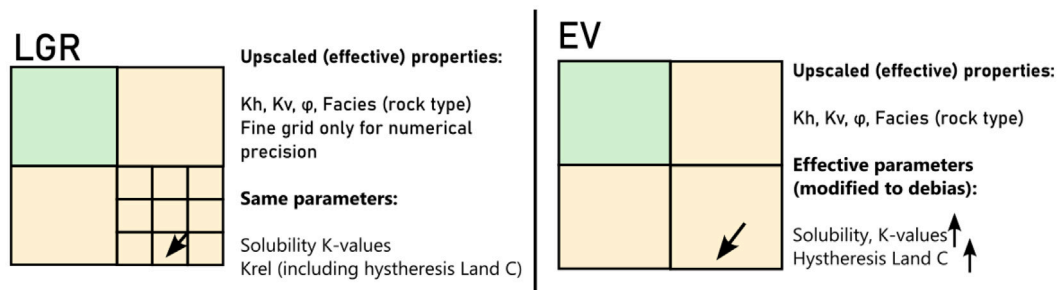 LGR
Upscaled (effective) properties:
Kh, Kv, φ, Facies (rock type)
Fine grid only for numerical
precision
Same parameters:
Solubility K-values
Krel (including hystheresis Land C)
EV
Upscaled (effective) properties:
Kh, Kv, φ, Facies (rock type)
Effective parameters
(modified to debias):
Solubility, K-values
Hystheresis Land C